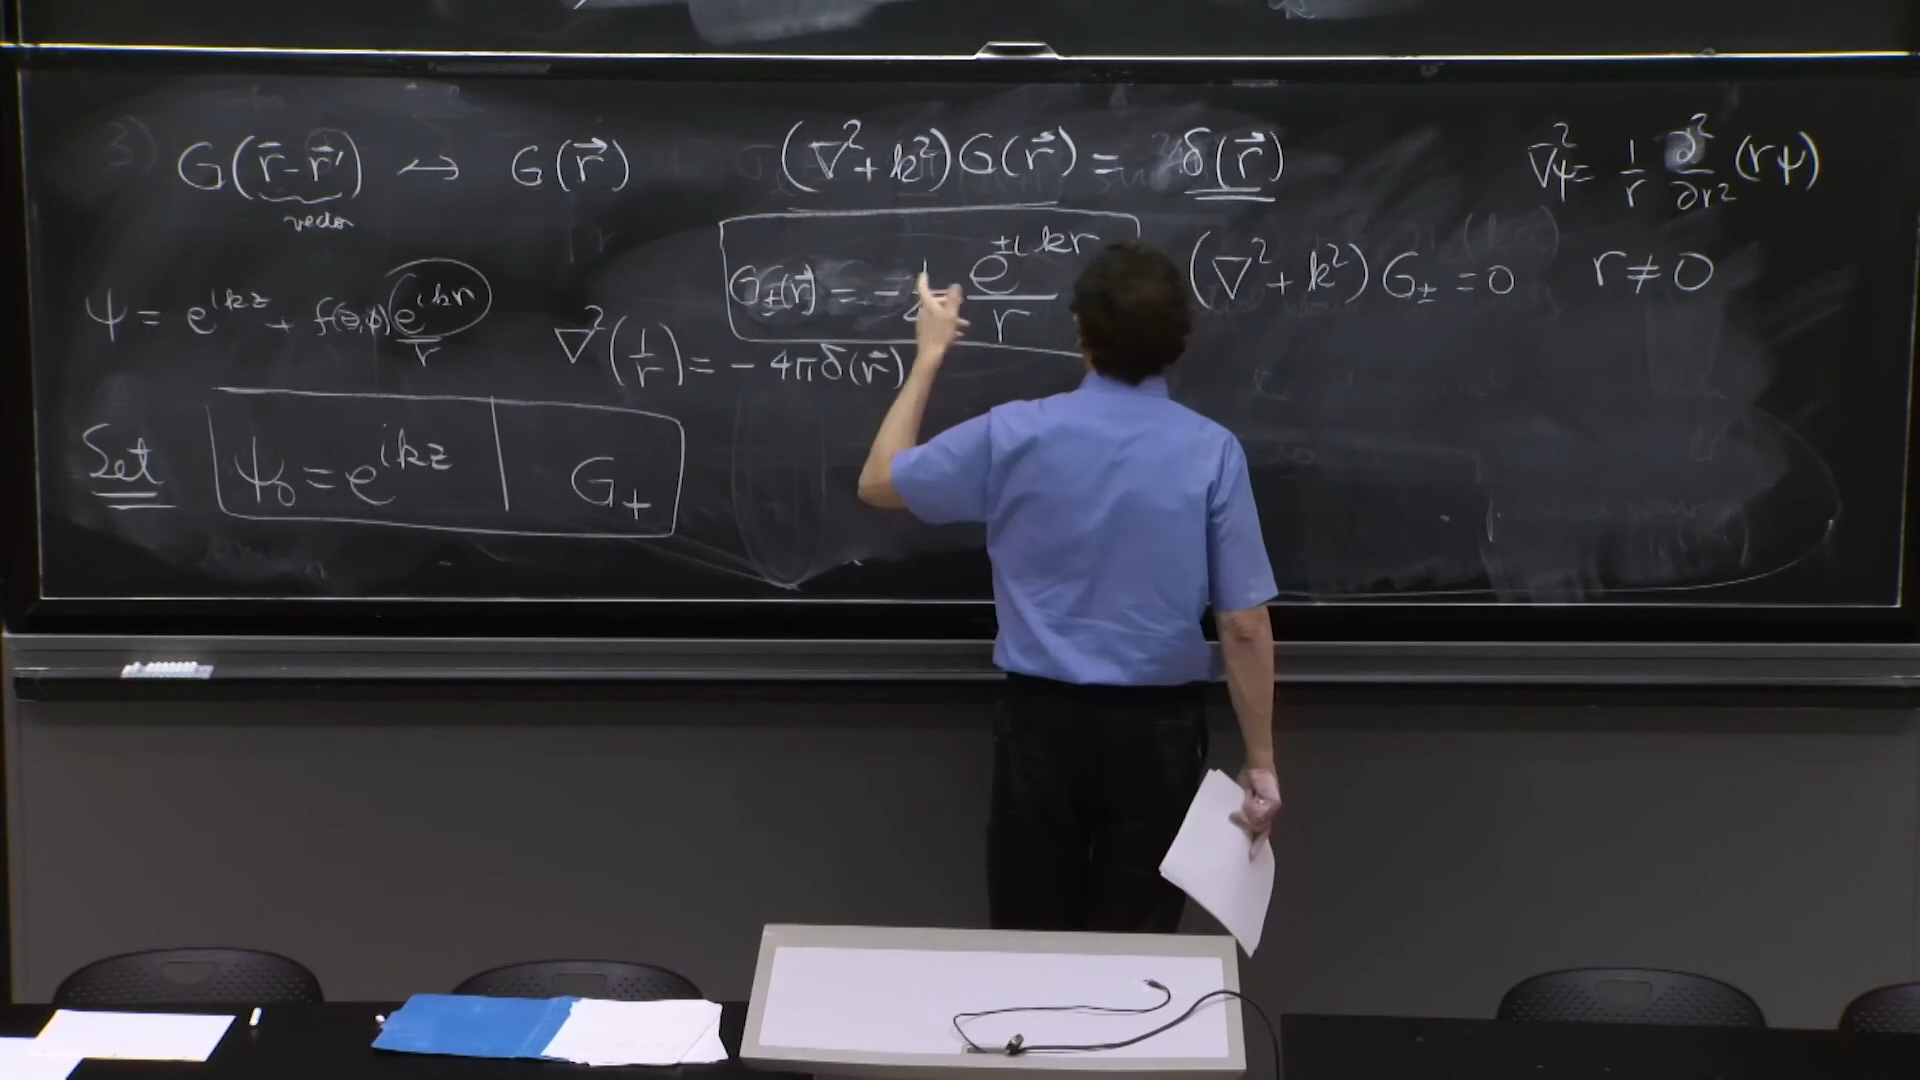 3) G(r̄-r⃗') ↔ G(r⃗) (∇²+k²)G(r⃗) = δ(r⃗) ∇²ψ = 1/r ∂²/∂r² (rψ)
vector
G±(r⃗) = - e^{±ikr}/r (∇²+k²) G± = 0 r ≠ 0
ψ = e^{ikz} + f(θ,φ) e^{ikr}/r ∇²(1/r) = -4πδ(r⃗)
Set ψ₀ = e^{ikz} | G₊